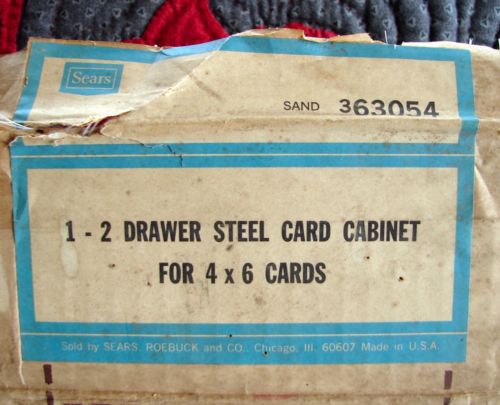 Sears
SAND 363054
1 - 2 DRAWER STEEL CARD CABINET
FOR 4 x 6 CARDS
Sold by SEARS, ROEBUCK and CO., Chicago, Ill. 60607 Made in U.S.A.